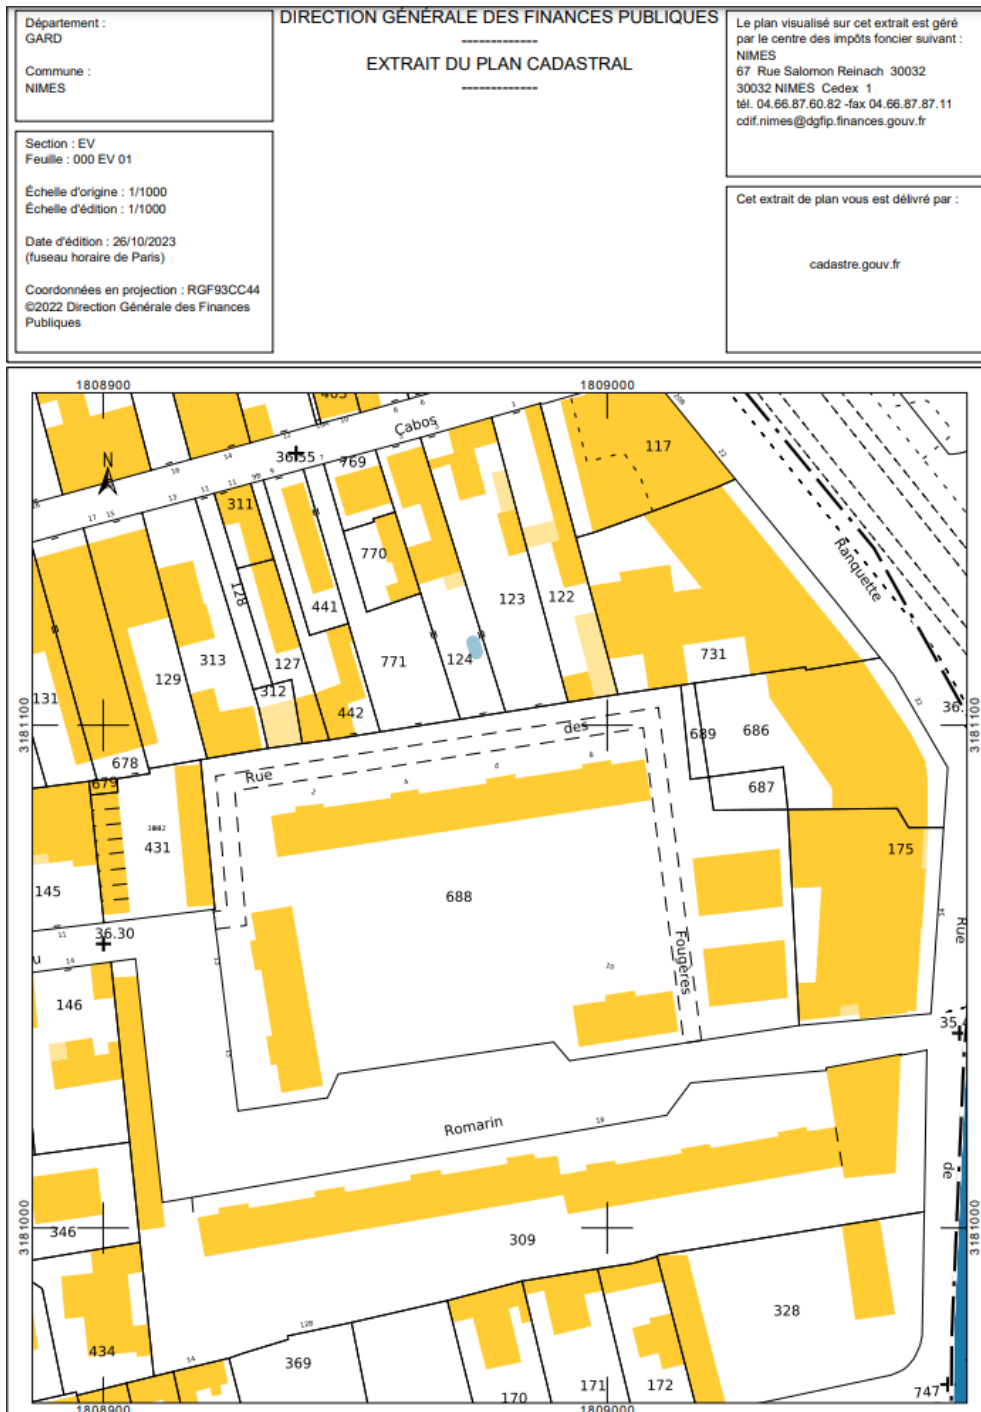 Département :
GARD
Commune :
NIMES
Section : EV
Feuille : 000 EV 01
Échelle d'origine : 1/1000
Échelle d'édition : 1/1000
Date d'édition : 26/10/2023
(fuseau horaire de Paris)
Coordonnées en projection : RGF93CC44
©2022 Direction Générale des Finances
Publiques
DIRECTION GÉNÉRALE DES FINANCES PUBLIQUES
-------------
EXTRAIT DU PLAN CADASTRAL
-------------
Le plan visualisé sur cet extrait est géré
par le centre des impôts foncier suivant :
NIMES
67 Rue Salomon Reinach 30032
30032 NIMES Cedex 1
tél. 04.66.87.60.82 -fax 04.66.87.87.11
cdif.nimes@dgfip.finances.gouv.fr
Cet extrait de plan vous est délivré par :
cadastre.gouv.fr
1808900
1809000
Cabos
N
36.55
769
117
311
770
Ranquette
128
441
123
122
313
127
771
124
731
129
312
131
442
3181100
3181100
36.
678
Rue
des
689
686
679
687
431
175
145
688
36.30
Fougères
Rue
u
146
35.
Romarin
de
346
309
3181000
3181000
328
434
369
170
171
172
747
1808900
1809000